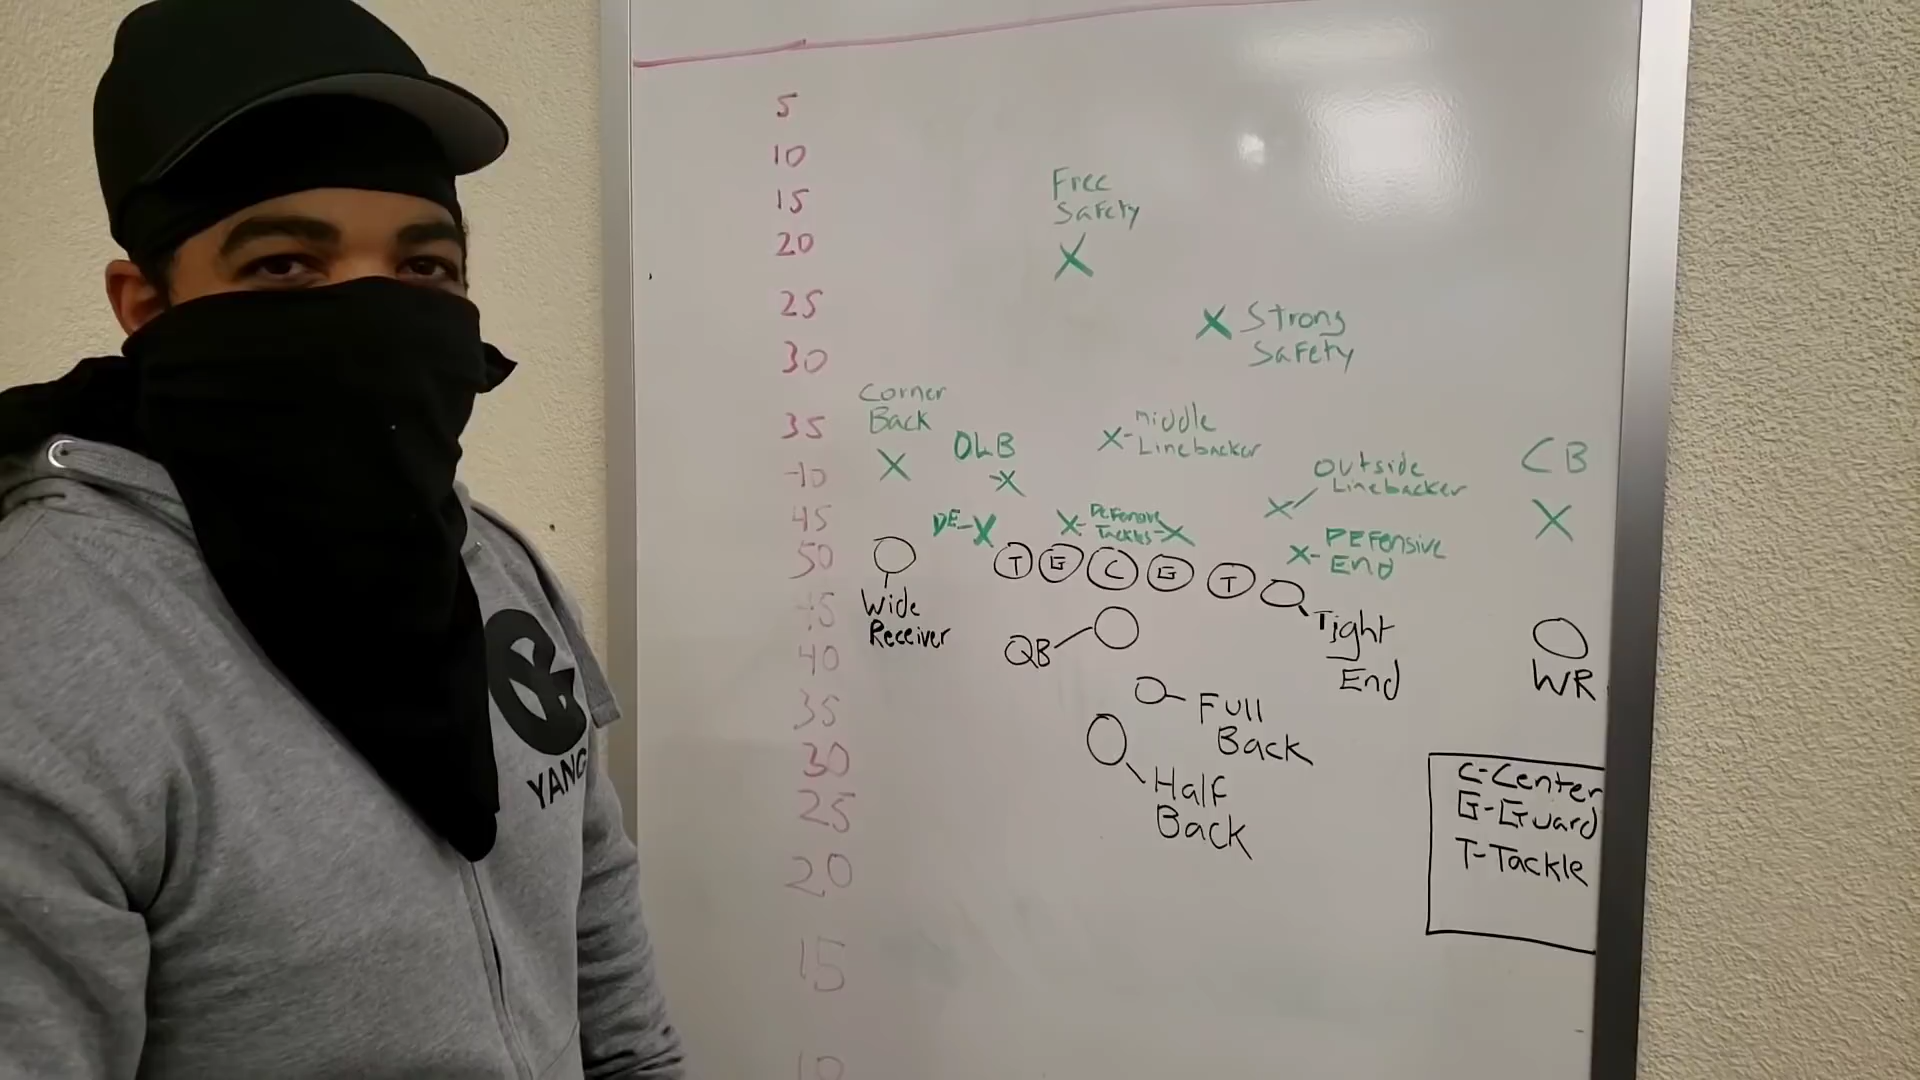 5
10
15
20
25
30
35
40
45
50
45
40
35
30
25
20
15
10
Free
Safety
X
X Strong
Safety
Corner
Back
X
OLB
-X
X-Middle
Linebacker
Outside
Linebacker
X
CB
X
DE-X
X-Defensive
Tackles-X
X-DEFensive
End
T G C G T
Wide
Receiver
QB
Tight
End
WR
Full
Back
Half
Back
C-Center
G-Guard
T-Tackle
YANG